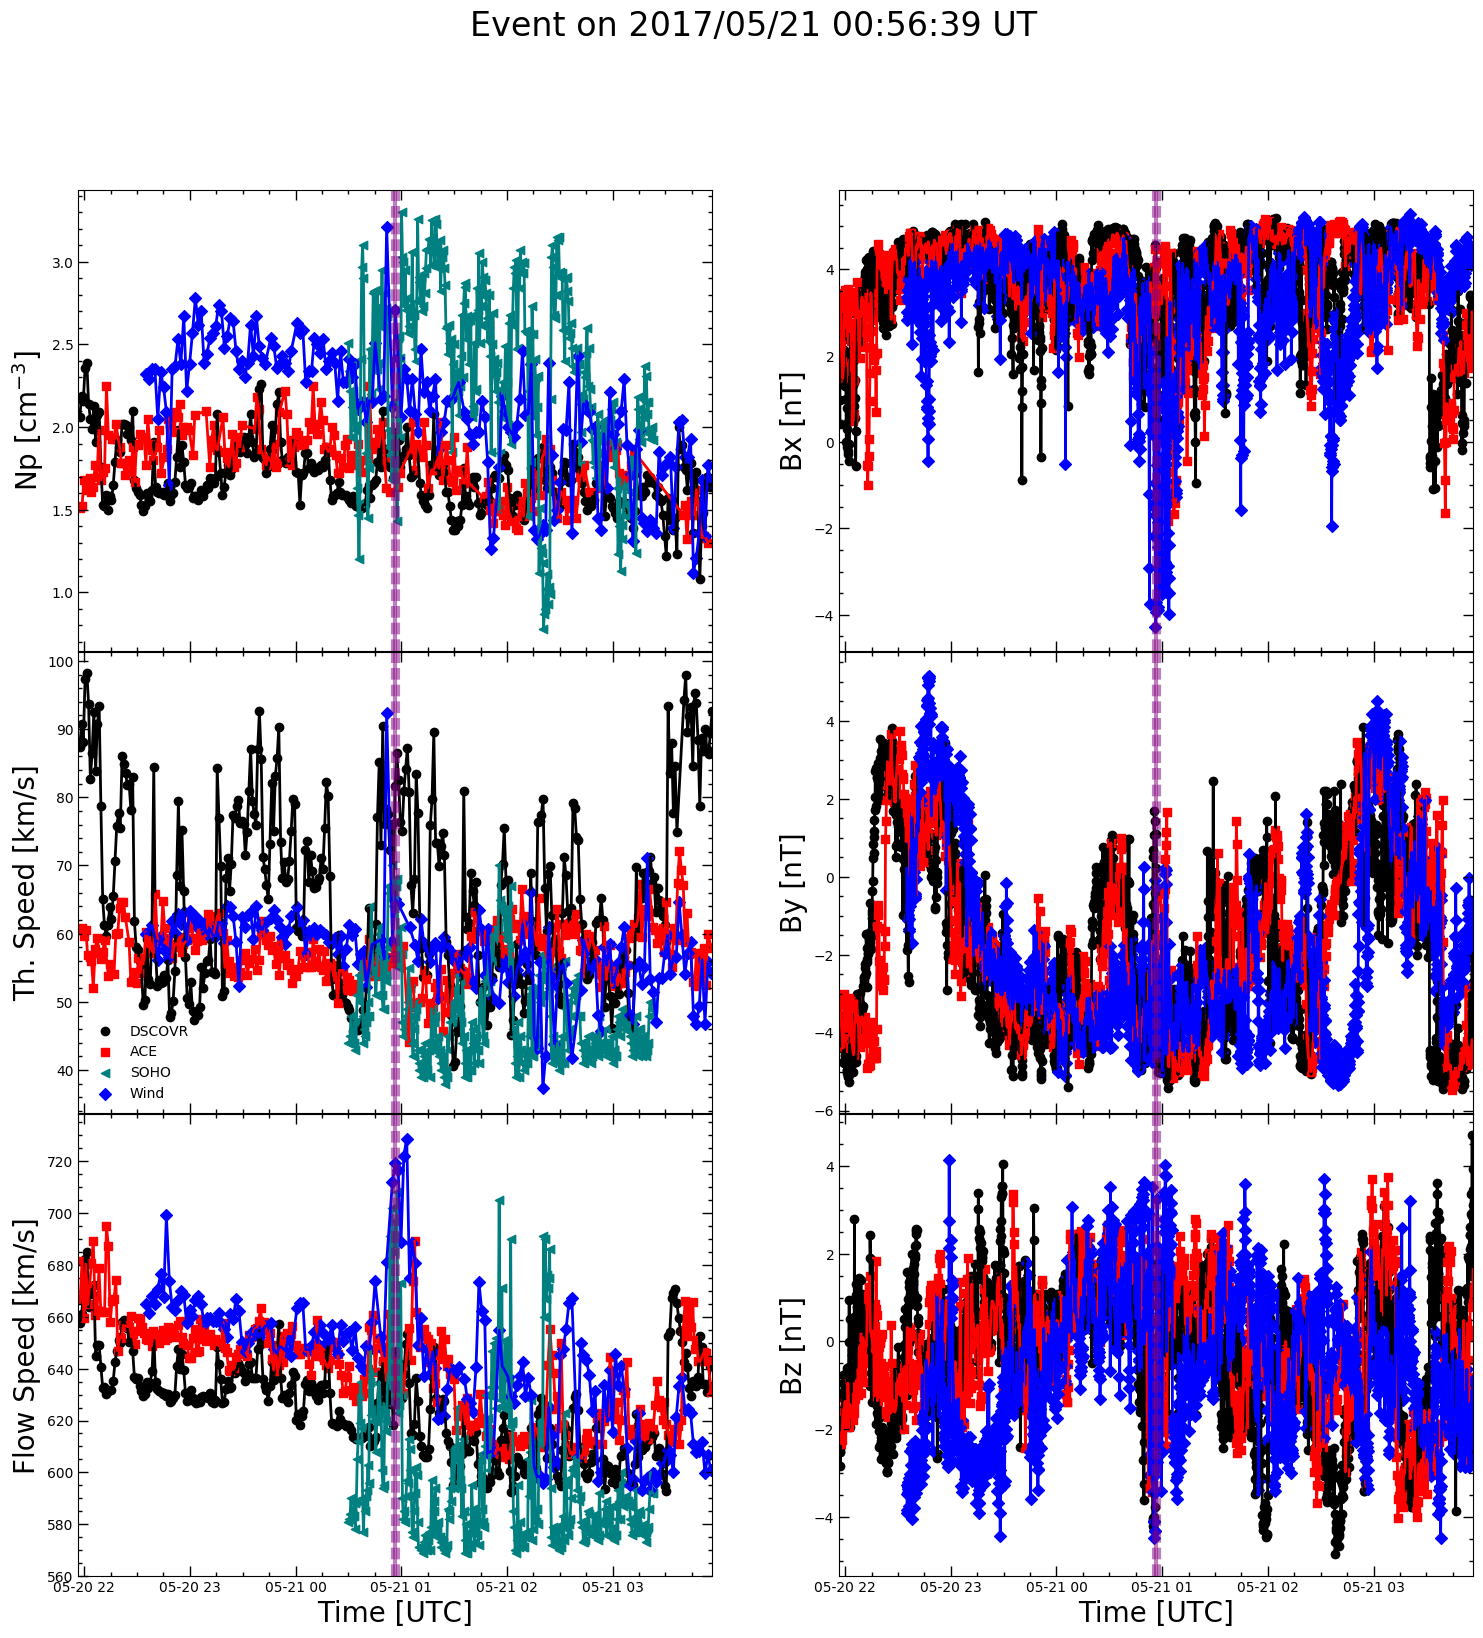 Event on 2017/05/21 00:56:39 UT
Np [cm⁻³]
3.0
2.5
2.0
1.5
1.0
Bx [nT]
4
2
0
−2
−4
Th. Speed [km/s]
100
90
80
70
60
50
40
DSCOVR
ACE
SOHO
Wind
By [nT]
4
2
0
−2
−4
−6
Flow Speed [km/s]
720
700
680
660
640
620
600
580
560
Bz [nT]
4
2
0
−2
−4
05-20 22 05-20 23 05-21 00 05-21 01 05-21 02 05-21 03
05-20 22 05-20 23 05-21 00 05-21 01 05-21 02 05-21 03
Time [UTC]
Time [UTC]